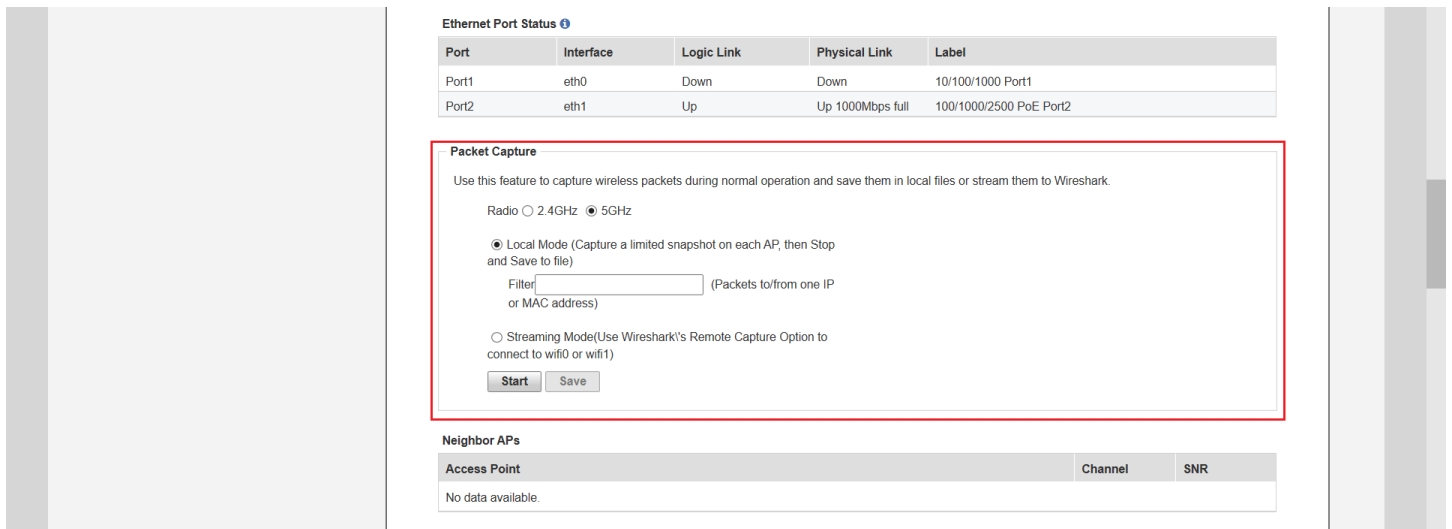 Ethernet Port Status
Port Interface Logic Link Physical Link Label
Port1 eth0 Down Down 10/100/1000 Port1
Port2 eth1 Up Up 1000Mbps full 100/1000/2500 PoE Port2
Packet Capture
Use this feature to capture wireless packets during normal operation and save them in local files or stream them to Wireshark.
Radio 2.4GHz 5GHz
Local Mode (Capture a limited snapshot on each AP, then Stop
and Save to file)
Filter (Packets to/from one IP
or MAC address)
Streaming Mode(Use Wireshark\'s Remote Capture Option to
connect to wifi0 or wifi1)
Start Save
Neighbor APs
Access Point Channel SNR
No data available.